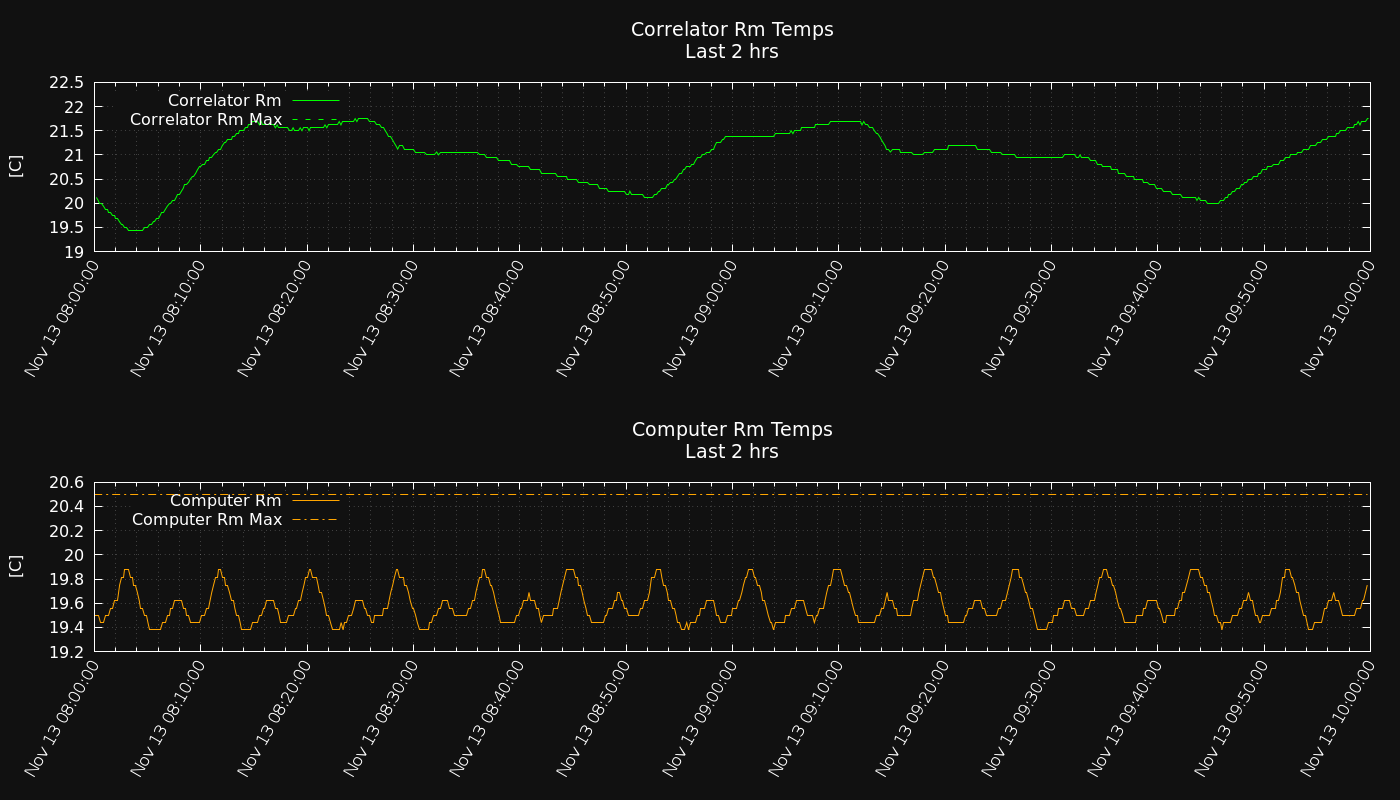 Correlator Rm Temps
Last 2 hrs
22.5
22
21.5
21
20.5
20
19.5
19
[C]
Correlator Rm
Correlator Rm Max
Nov 13 08:00:00
Nov 13 08:10:00
Nov 13 08:20:00
Nov 13 08:30:00
Nov 13 08:40:00
Nov 13 08:50:00
Nov 13 09:00:00
Nov 13 09:10:00
Nov 13 09:20:00
Nov 13 09:30:00
Nov 13 09:40:00
Nov 13 09:50:00
Nov 13 10:00:00
Computer Rm Temps
Last 2 hrs
20.6
20.4
20.2
20
19.8
19.6
19.4
19.2
[C]
Computer Rm
Computer Rm Max
Nov 13 08:00:00
Nov 13 08:10:00
Nov 13 08:20:00
Nov 13 08:30:00
Nov 13 08:40:00
Nov 13 08:50:00
Nov 13 09:00:00
Nov 13 09:10:00
Nov 13 09:20:00
Nov 13 09:30:00
Nov 13 09:40:00
Nov 13 09:50:00
Nov 13 10:00:00